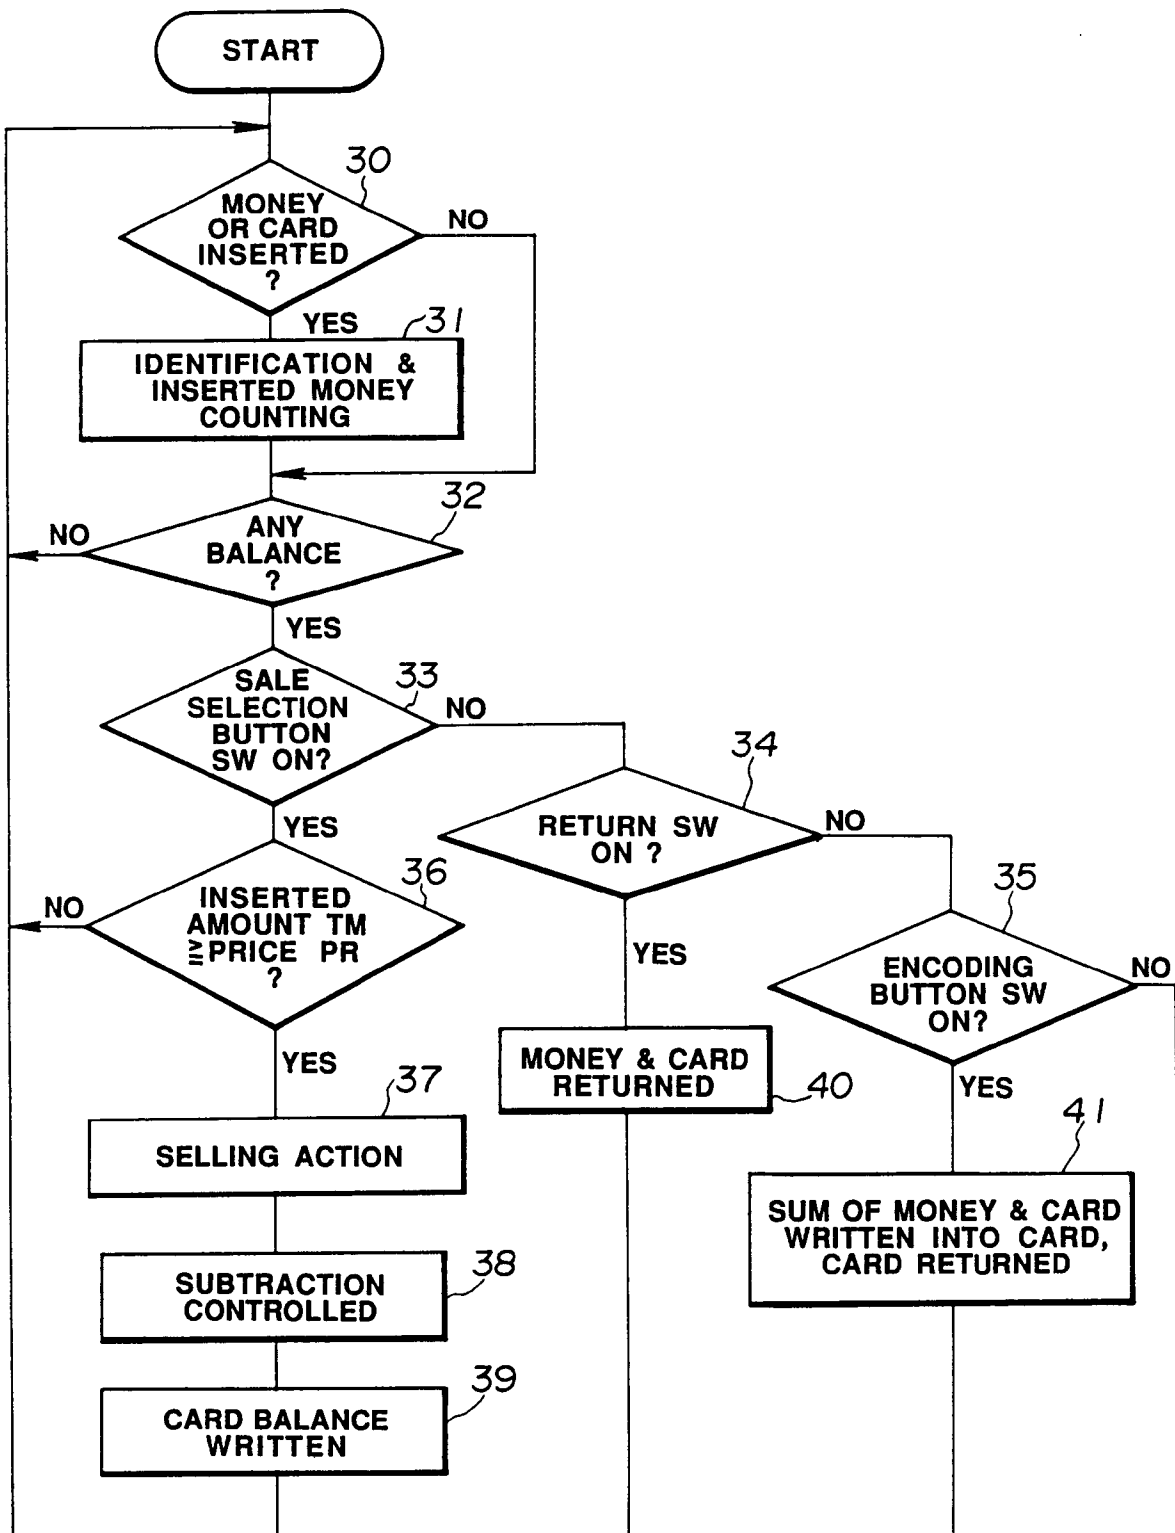 START
30
MONEY
OR CARD
INSERTED
?
NO
YES
31
IDENTIFICATION &
INSERTED MONEY
COUNTING
32
ANY
BALANCE
?
NO
YES
33
SALE
SELECTION
BUTTON
SW ON?
NO
YES
34
RETURN SW
ON ?
NO
YES
35
ENCODING
BUTTON SW
ON?
NO
YES
36
INSERTED
AMOUNT TM
≧PRICE PR
?
NO
YES
37
SELLING ACTION
38
SUBTRACTION
CONTROLLED
39
CARD BALANCE
WRITTEN
MONEY & CARD
RETURNED
40
41
SUM OF MONEY & CARD
WRITTEN INTO CARD,
CARD RETURNED